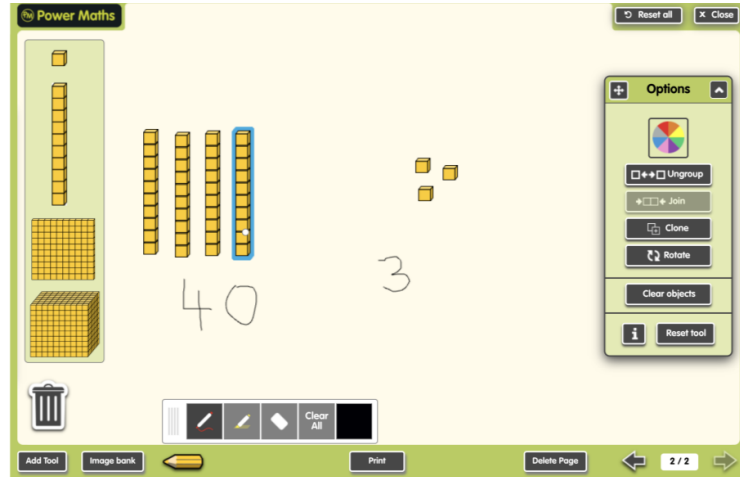 PM Power Maths
Reset all
X Close
Options
Ungroup
Join
Clone
Rotate
Clear objects
i
Reset tool
40
3
Clear
All
Add Tool
Image bank
Print
Delete Page
2 / 2